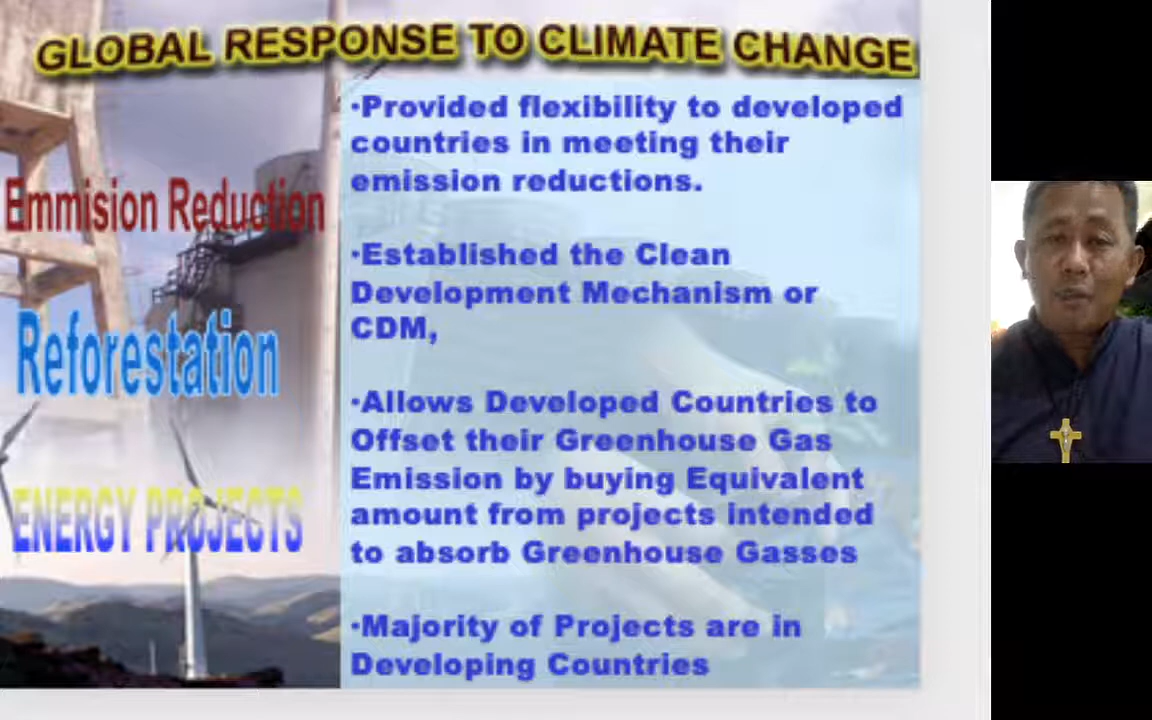 GLOBAL RESPONSE TO CLIMATE CHANGE
Emmision Reduction
Reforestation
ENERGY PROJECTS
•Provided flexibility to developed
countries in meeting their
emission reductions.
•Established the Clean
Development Mechanism or
CDM,
•Allows Developed Countries to
Offset their Greenhouse Gas
Emission by buying Equivalent
amount from projects intended
to absorb Greenhouse Gasses
•Majority of Projects are in
Developing Countries